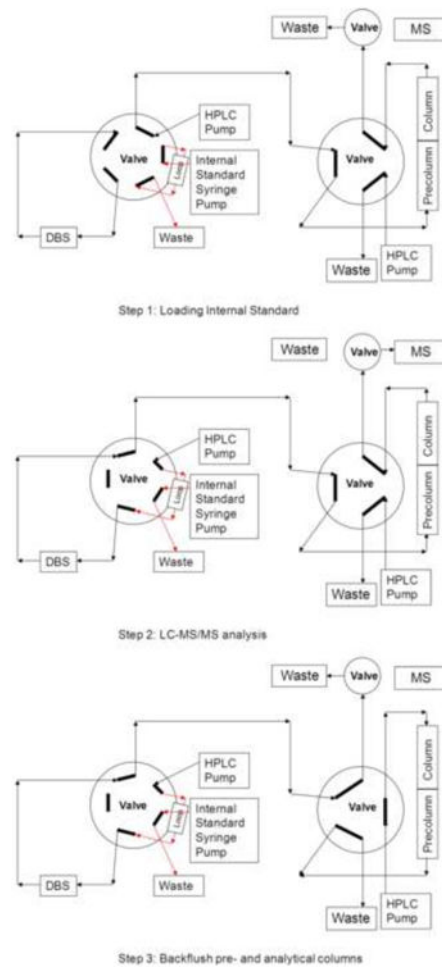 Waste
Valve
MS
HPLC
Pump
Valve
Loop
Internal
Standard
Syringe
Pump
Valve
Column
Precolumn
DBS
Waste
Waste
HPLC
Pump
Step 1: Loading Internal Standard
Waste
Valve
MS
HPLC
Pump
Valve
Loop
Internal
Standard
Syringe
Pump
Valve
Column
Precolumn
DBS
Waste
Waste
HPLC
Pump
Step 2: LC-MS/MS analysis
Waste
Valve
MS
HPLC
Pump
Valve
Loop
Internal
Standard
Syringe
Pump
Valve
Column
Precolumn
DBS
Waste
Waste
HPLC
Pump
Step 3: Backflush pre- and analytical columns